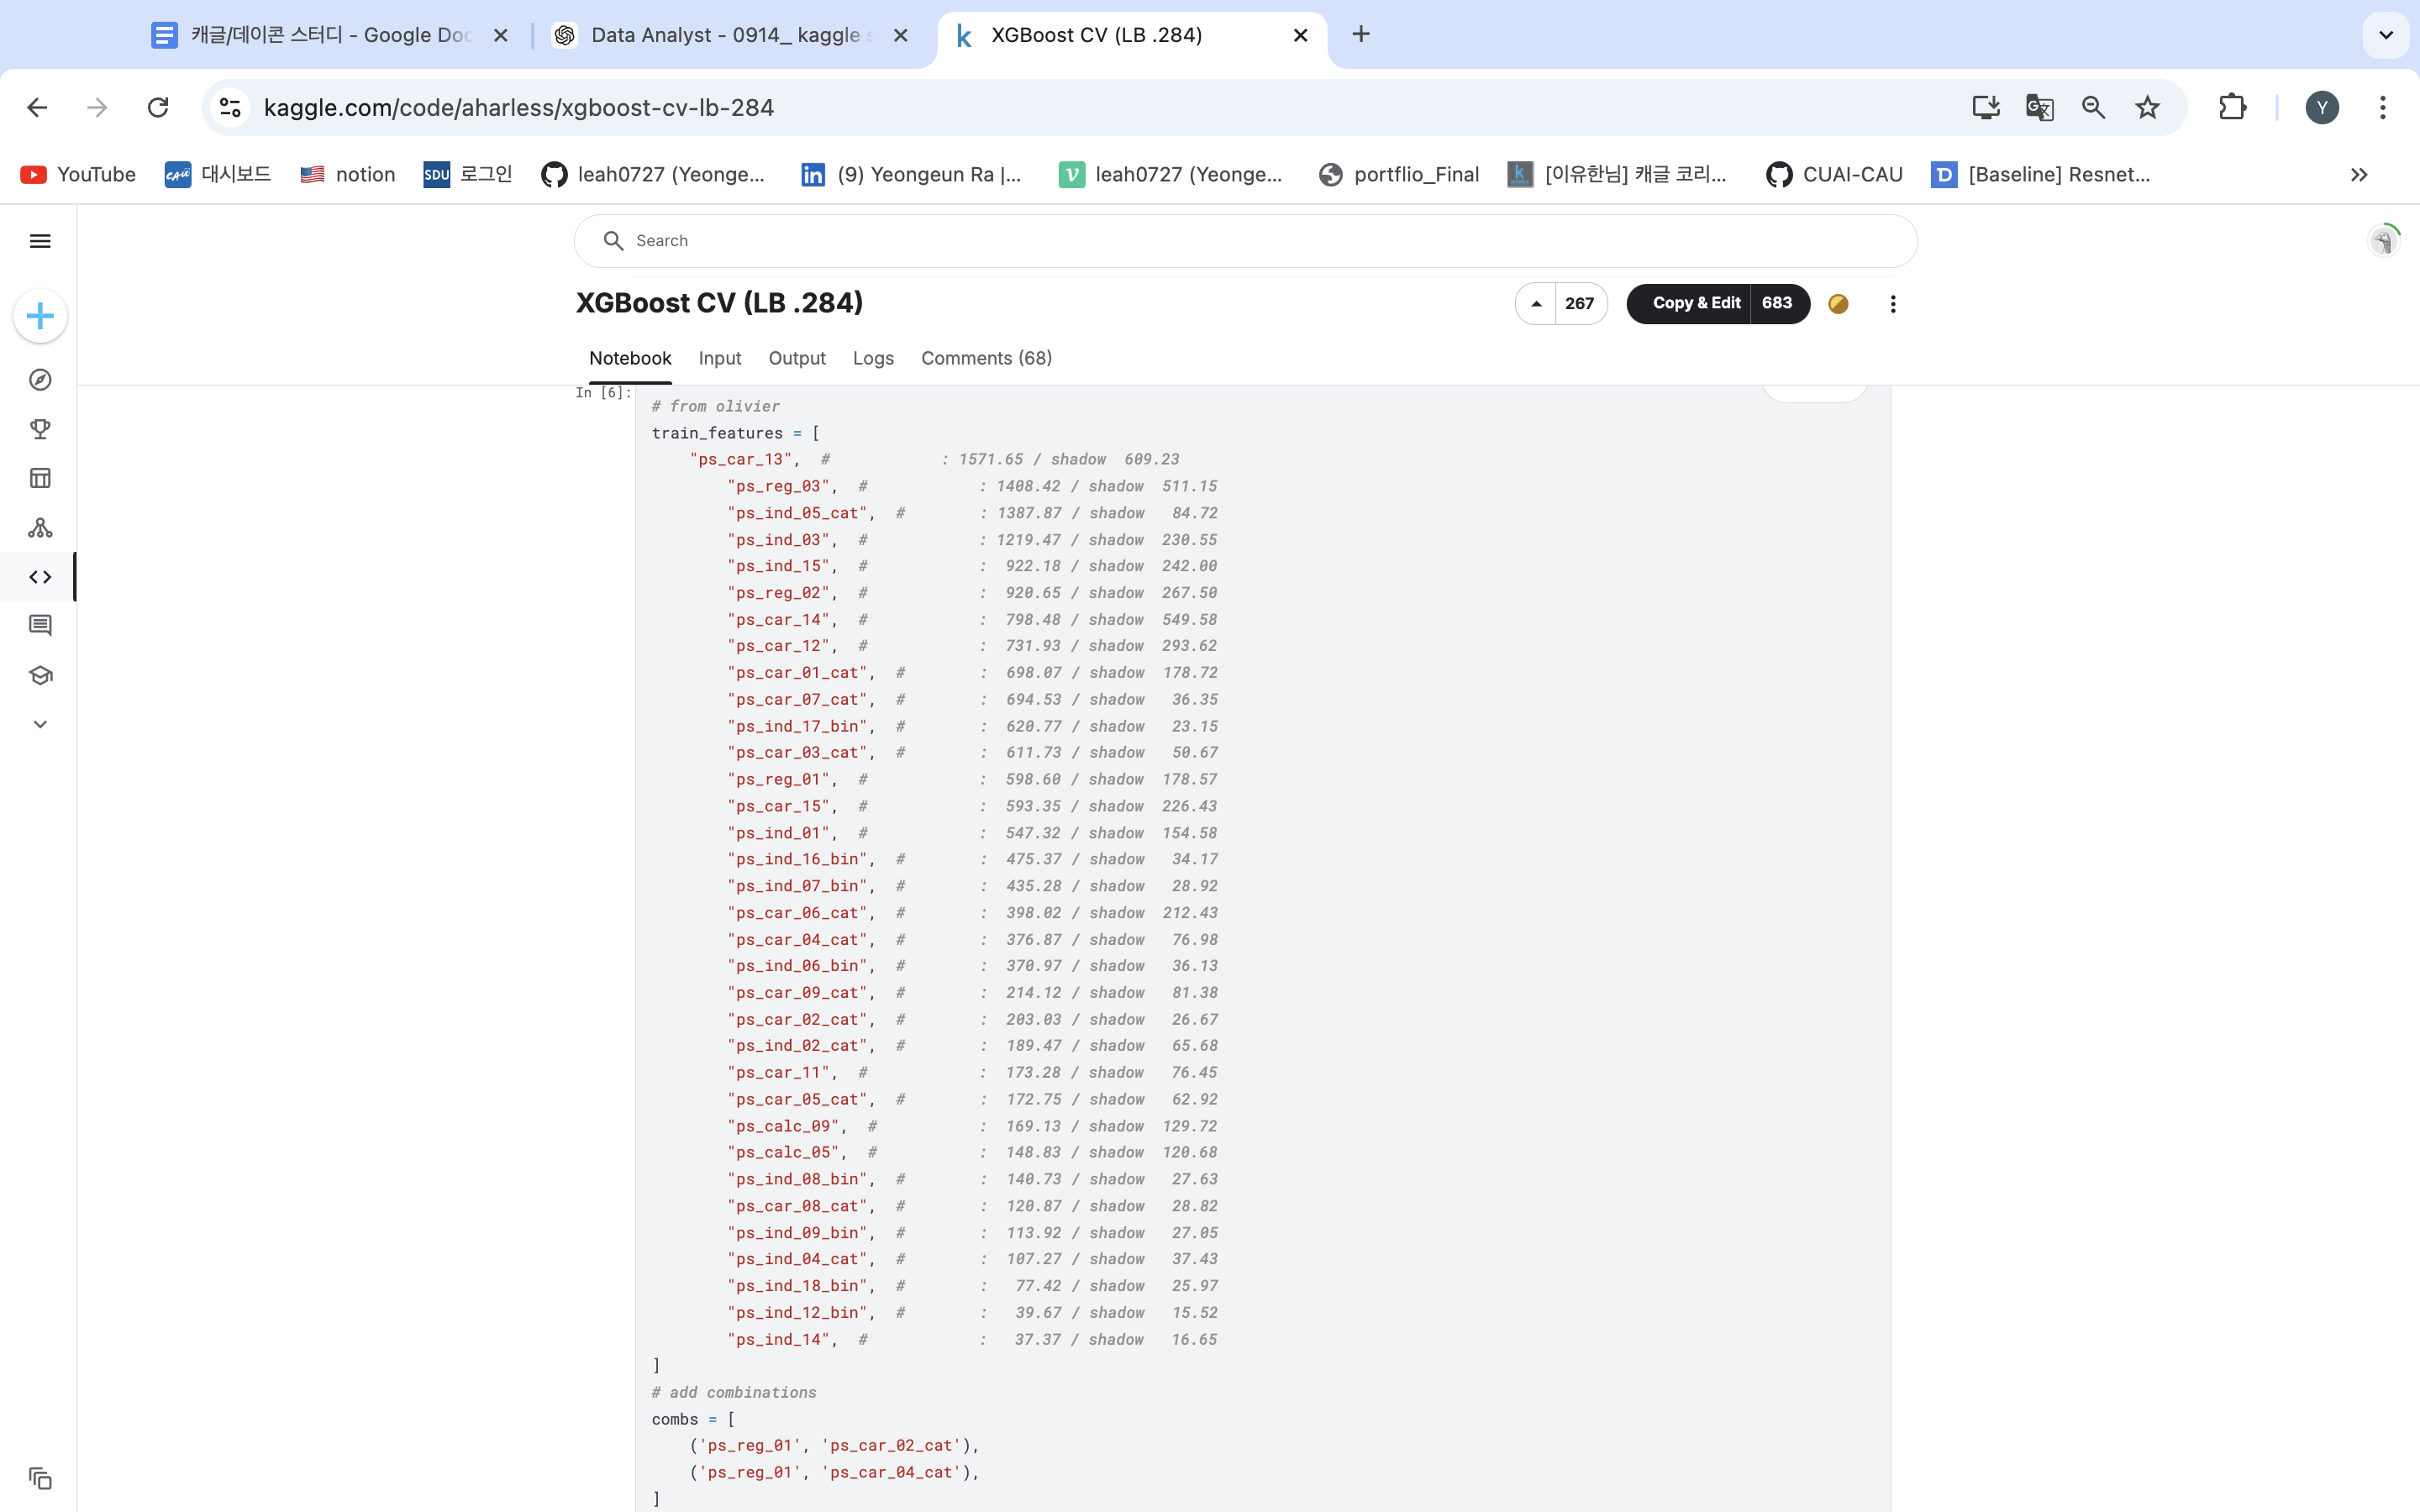 캐글/데이콘 스터디 - Google Doc
Data Analyst - 0914_ kaggle s
XGBoost CV (LB .284)
kaggle.com/code/aharless/xgboost-cv-lb-284
Y
YouTube
CAU 대시보드
notion
SDU 로그인
leah0727 (Yeonge...
(9) Yeongeun Ra |...
leah0727 (Yeonge...
portflio_Final
[이유한님] 캐글 코리...
CUAI-CAU
[Baseline] Resnet...
Search
XGBoost CV (LB .284)
267
Copy & Edit 683
Notebook Input Output Logs Comments (68)
In [6]:
# from olivier
train_features = [
"ps_car_13", # : 1571.65 / shadow 609.23
"ps_reg_03", # : 1408.42 / shadow 511.15
"ps_ind_05_cat", # : 1387.87 / shadow 84.72
"ps_ind_03", # : 1219.47 / shadow 230.55
"ps_ind_15", # : 922.18 / shadow 242.00
"ps_reg_02", # : 920.65 / shadow 267.50
"ps_car_14", # : 798.48 / shadow 549.58
"ps_car_12", # : 731.93 / shadow 293.62
"ps_car_01_cat", # : 698.07 / shadow 178.72
"ps_car_07_cat", # : 694.53 / shadow 36.35
"ps_ind_17_bin", # : 620.77 / shadow 23.15
"ps_car_03_cat", # : 611.73 / shadow 50.67
"ps_reg_01", # : 598.60 / shadow 178.57
"ps_car_15", # : 593.35 / shadow 226.43
"ps_ind_01", # : 547.32 / shadow 154.58
"ps_ind_16_bin", # : 475.37 / shadow 34.17
"ps_ind_07_bin", # : 435.28 / shadow 28.92
"ps_car_06_cat", # : 398.02 / shadow 212.43
"ps_car_04_cat", # : 376.87 / shadow 76.98
"ps_ind_06_bin", # : 370.97 / shadow 36.13
"ps_car_09_cat", # : 214.12 / shadow 81.38
"ps_car_02_cat", # : 203.03 / shadow 26.67
"ps_ind_02_cat", # : 189.47 / shadow 65.68
"ps_car_11", # : 173.28 / shadow 76.45
"ps_car_05_cat", # : 172.75 / shadow 62.92
"ps_calc_09", # : 169.13 / shadow 129.72
"ps_calc_05", # : 148.83 / shadow 120.68
"ps_ind_08_bin", # : 140.73 / shadow 27.63
"ps_car_08_cat", # : 120.87 / shadow 28.82
"ps_ind_09_bin", # : 113.92 / shadow 27.05
"ps_ind_04_cat", # : 107.27 / shadow 37.43
"ps_ind_18_bin", # : 77.42 / shadow 25.97
"ps_ind_12_bin", # : 39.67 / shadow 15.52
"ps_ind_14", # : 37.37 / shadow 16.65
]
# add combinations
combs = [
('ps_reg_01', 'ps_car_02_cat'),
('ps_reg_01', 'ps_car_04_cat'),
]